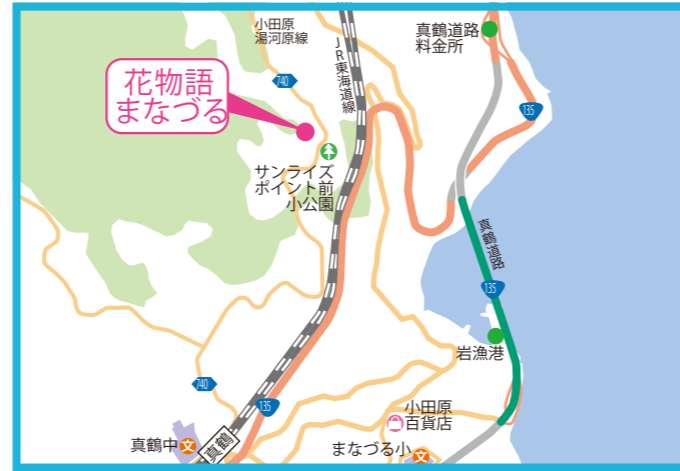 小田原
湯河原線
JR東海道線
真鶴道路
料金所
740
花物語
まなづる
135
サンライズ
ポイント前
小公園
真鶴道路
135
岩漁港
740
135
小田原
百貨店
真鶴
真鶴中
文
まなづる小
文